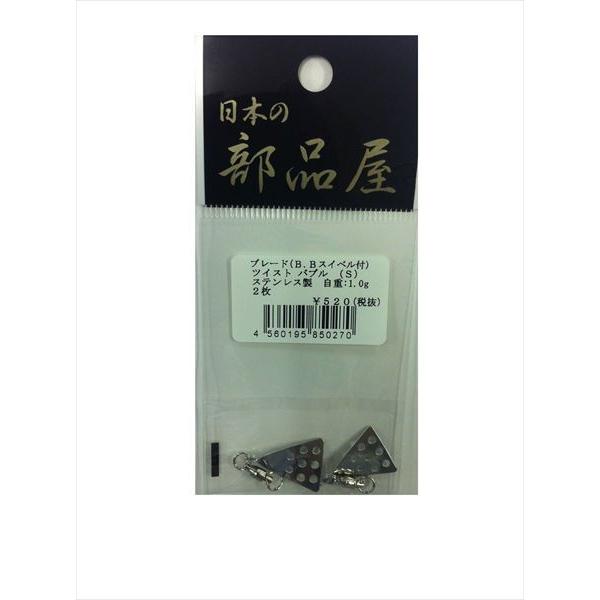 日本の
部品屋
ブレード(B.Bスイベル付)
ツイスト バブル (S)
ステンレス製 自重:1.0g
2枚
¥520(税抜)
4 560195 850270